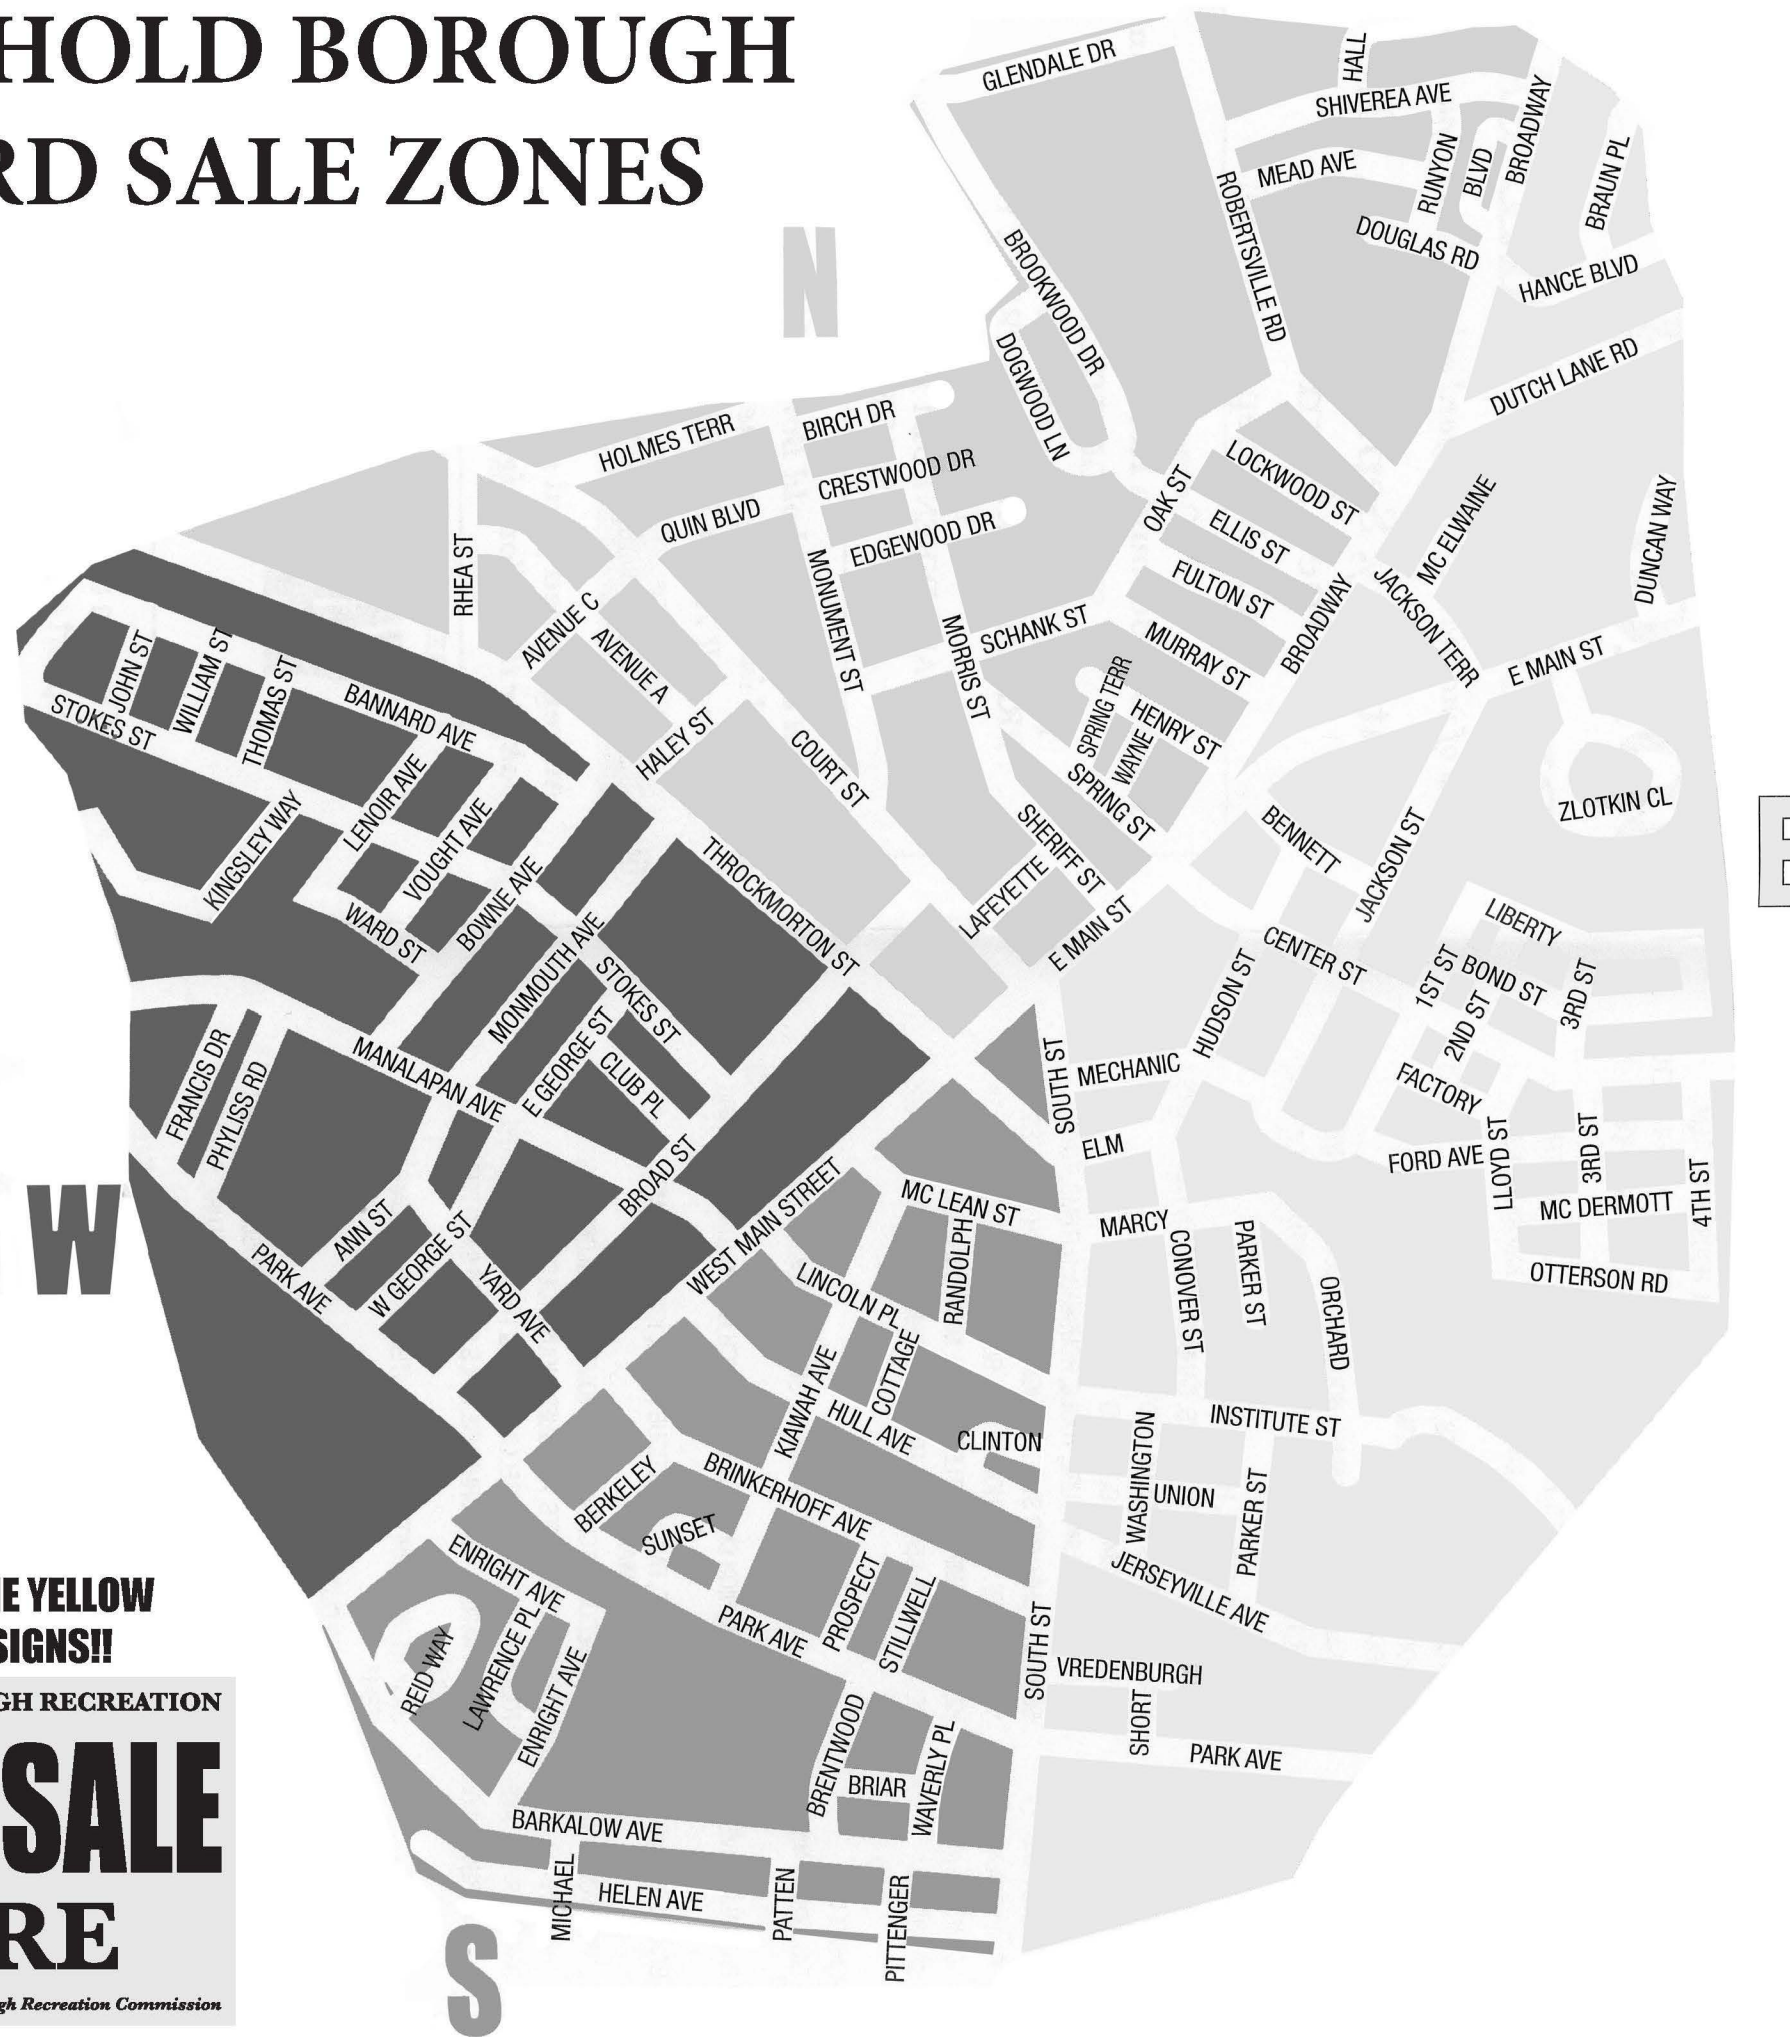 HOLD BOROUGH
RD SALE ZONES
GLENDALE DR
HALL
SHIVEREA AVE
BROADWAY
MEAD AVE
RUNYON
BLVD
BRAUN PL
ROBERTSVILLE RD
DOUGLAS RD
HANCE BLVD
N
BROOKWOOD DR
DOGWOOD LN
DUTCH LANE RD
HOLMES TERR
BIRCH DR
CRESTWOOD DR
QUIN BLVD
EDGEWOOD DR
OAK ST
LOCKWOOD ST
ELLIS ST
FULTON ST
MURRAY ST
MC ELWAINE
DUNCAN WAY
JACKSON TERR
BROADWAY
E MAIN ST
RHEA ST
AVENUE C
AVENUE A
MONUMENT ST
MORRIS ST
SCHANK ST
SPRING TERR
HENRY ST
WAYNE
SPRING ST
JOHN ST
WILLIAM ST
THOMAS ST
STOKES ST
BANNARD AVE
HALEY ST
COURT ST
ZLOTKIN CL
BENNETT
JACKSON ST
KINGSLEY WAY
LENOIR AVE
VOUGHT AVE
BOWNE AVE
WARD ST
THROCKMORTON ST
SHERIFF ST
LAFEYETTE
E MAIN ST
CENTER ST
HUDSON ST
LIBERTY
1ST ST
BOND ST
2ND ST
3RD ST
MONMOUTH AVE
STOKES ST
E GEORGE ST
CLUB PL
MANALAPAN AVE
FRANCIS DR
PHYLISS RD
SOUTH ST
MECHANIC
ELM
FACTORY
FORD AVE
LLOYD ST
3RD ST
4TH ST
MC DERMOTT
OTTERSON RD
W
BROAD ST
WEST MAIN STREET
MC LEAN ST
RANDOLPH
MARCY
CONOVER ST
PARKER ST
ORCHARD
ANN ST
W GEORGE ST
PARK AVE
YARD AVE
LINCOLN PL
COTTAGE
KIAWAH AVE
HULL AVE
CLINTON
INSTITUTE ST
WASHINGTON
UNION
PARKER ST
BERKELEY
BRINKERHOFF AVE
SUNSET
JERSEYVILLE AVE
E YELLOW
SIGNS!!
ENRIGHT AVE
LAWRENCE PL
REID WAY
ENRIGHT AVE
PARK AVE
PROSPECT
STILLWELL
SOUTH ST
VREDENBURGH
SHORT
PARK AVE
GH RECREATION
SALE
RE
gh Recreation Commission
BRENTWOOD
BRIAR
WAVERLY PL
BARKALOW AVE
MICHAEL
HELEN AVE
PATTEN
PITTENGER
S